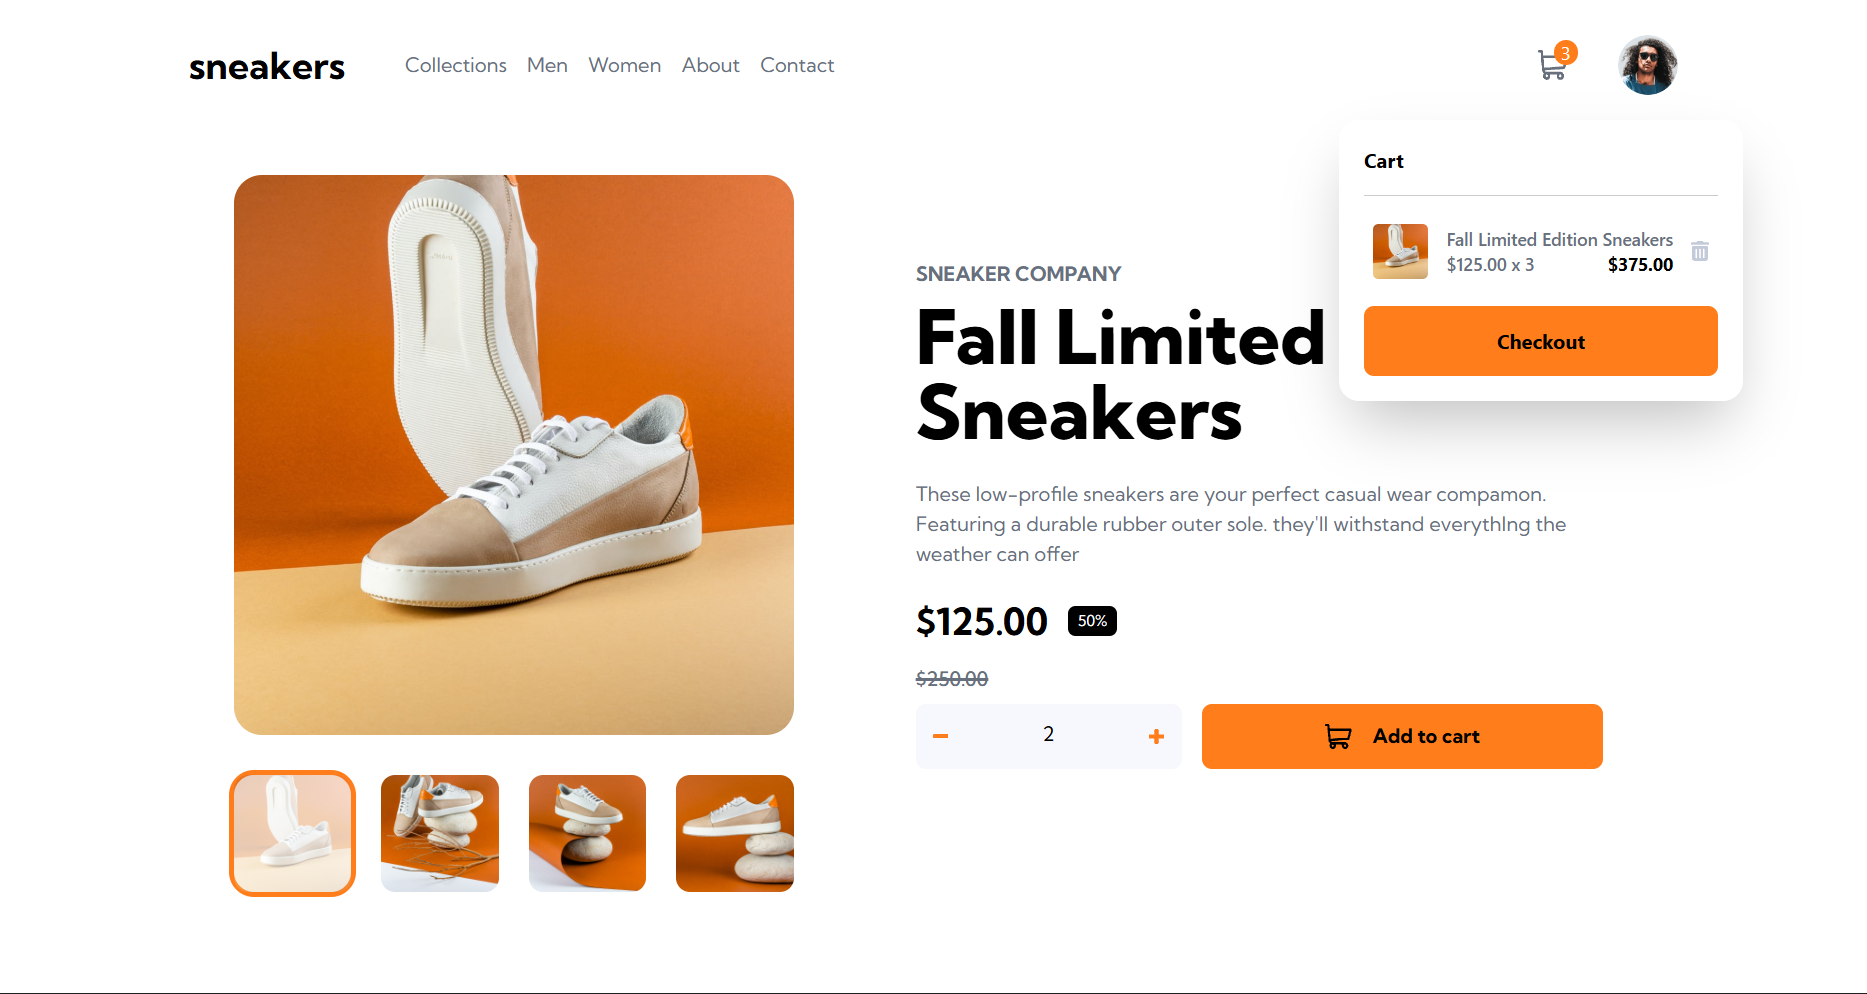 sneakers
Collections Men Women About Contact
3
Cart
Fall Limited Edition Sneakers
$125.00 x 3 $375.00
Checkout
SNEAKER COMPANY
Fall Limited
Sneakers
These low-profile sneakers are your perfect casual wear compamon.
Featuring a durable rubber outer sole. they'll withstand everythlng the
weather can offer
$125.00 50%
$250.00
2
Add to cart